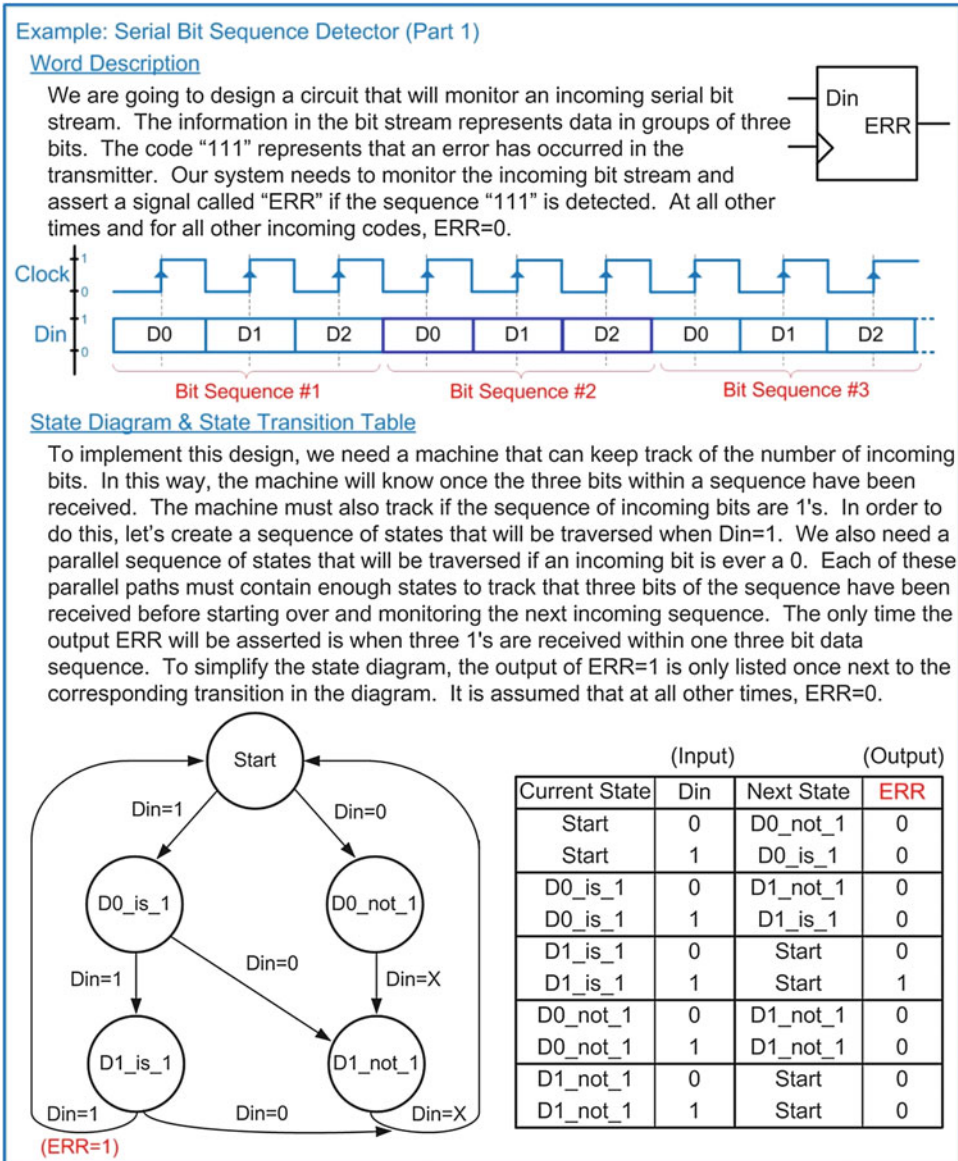 Example: Serial Bit Sequence Detector (Part 1)
Word Description
We are going to design a circuit that will monitor an incoming serial bit
stream. The information in the bit stream represents data in groups of three
bits. The code “111” represents that an error has occurred in the
transmitter. Our system needs to monitor the incoming bit stream and
assert a signal called “ERR” if the sequence “111” is detected. At all other
times and for all other incoming codes, ERR=0.
Din
ERR
Clock 1
0
Din 1
0
D0 D1 D2 D0 D1 D2 D0 D1 D2
Bit Sequence #1 Bit Sequence #2 Bit Sequence #3
State Diagram & State Transition Table
To implement this design, we need a machine that can keep track of the number of incoming
bits. In this way, the machine will know once the three bits within a sequence have been
received. The machine must also track if the sequence of incoming bits are 1's. In order to
do this, let's create a sequence of states that will be traversed when Din=1. We also need a
parallel sequence of states that will be traversed if an incoming bit is ever a 0. Each of these
parallel paths must contain enough states to track that three bits of the sequence have been
received before starting over and monitoring the next incoming sequence. The only time the
output ERR will be asserted is when three 1's are received within one three bit data
sequence. To simplify the state diagram, the output of ERR=1 is only listed once next to the
corresponding transition in the diagram. It is assumed that at all other times, ERR=0.
Start
Din=1 Din=0
D0_is_1 D0_not_1
Din=0
Din=1 Din=X
D1_is_1 D1_not_1
Din=1 Din=0 Din=X
(ERR=1)
(Input) (Output)
Current State Din Next State ERR
Start 0 D0_not_1 0
Start 1 D0_is_1 0
D0_is_1 0 D1_not_1 0
D0_is_1 1 D1_is_1 0
D1_is_1 0 Start 0
D1_is_1 1 Start 1
D0_not_1 0 D1_not_1 0
D0_not_1 1 D1_not_1 0
D1_not_1 0 Start 0
D1_not_1 1 Start 0